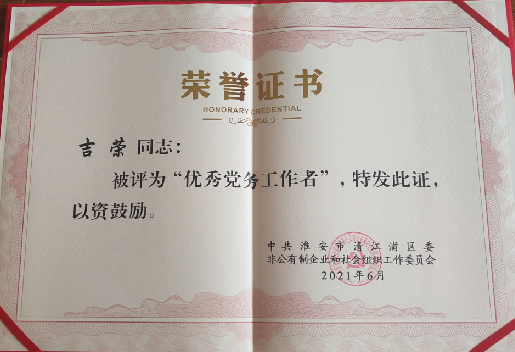 荣誉证书
HONORARY CREDENTIAL
吉荣 同志：
被评为“优秀党务工作者”，特发此证，
以资鼓励。
中共淮安市清江浦区委
非公有制企业和社会组织工作委员会
2021年6月